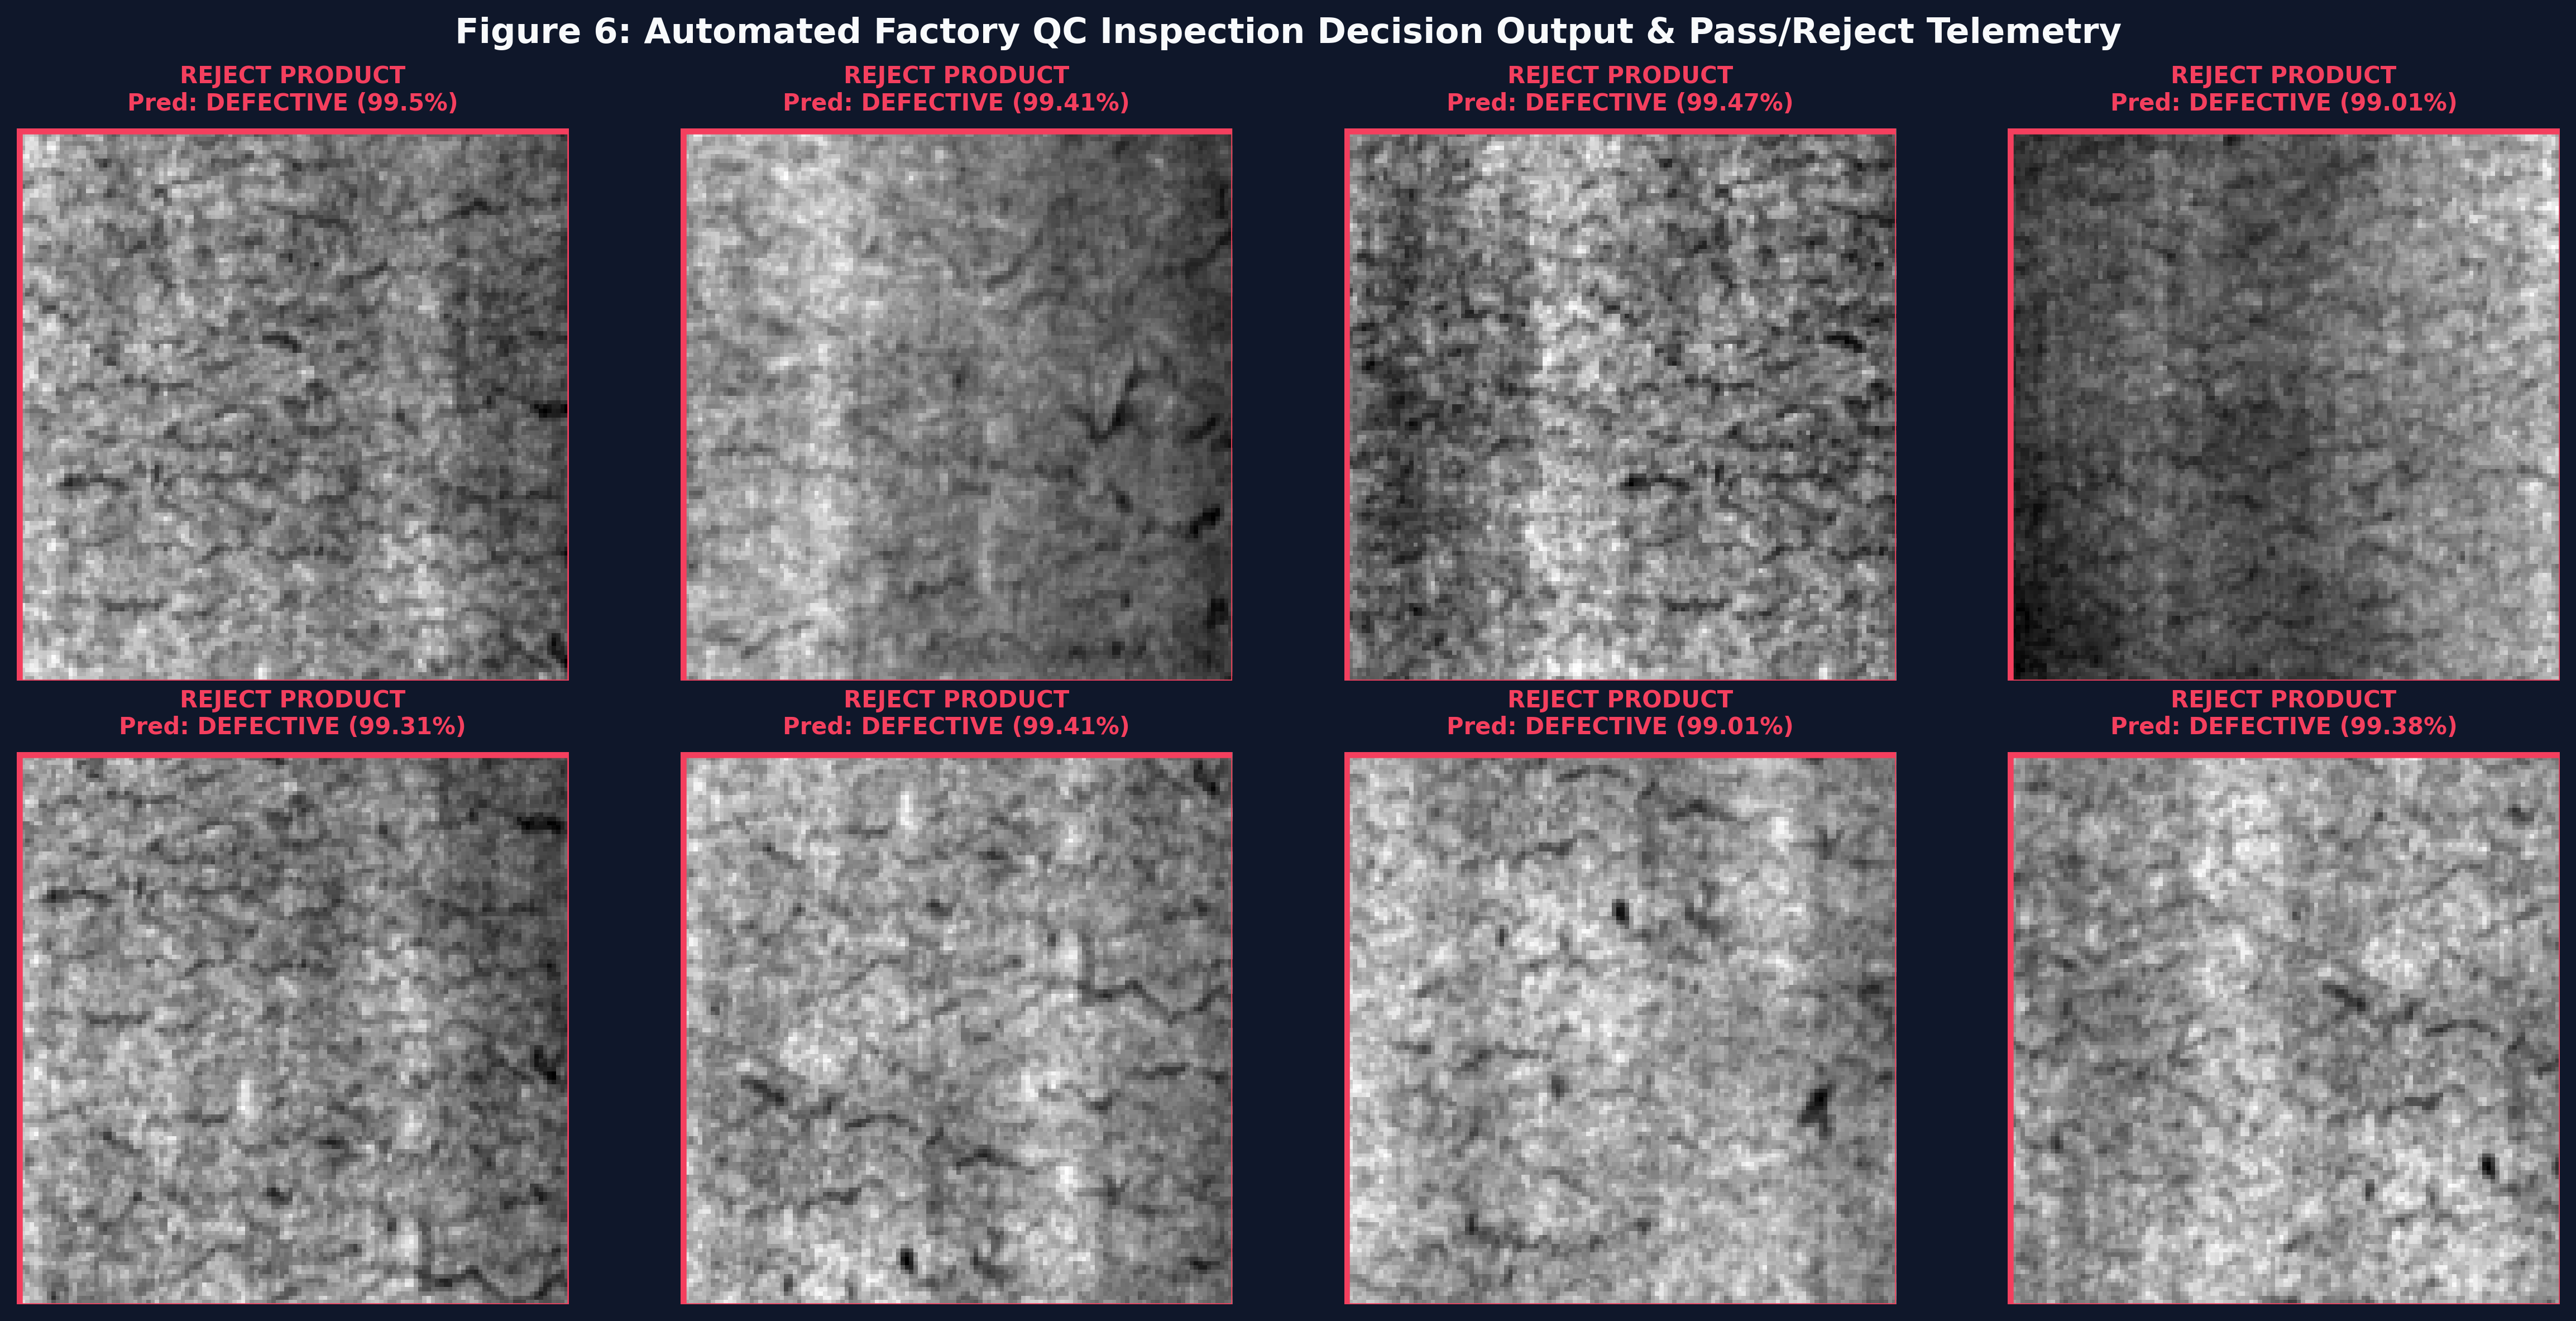 Figure 6: Automated Factory QC Inspection Decision Output & Pass/Reject Telemetry
REJECT PRODUCT
Pred: DEFECTIVE (99.5%)
REJECT PRODUCT
Pred: DEFECTIVE (99.41%)
REJECT PRODUCT
Pred: DEFECTIVE (99.47%)
REJECT PRODUCT
Pred: DEFECTIVE (99.01%)
REJECT PRODUCT
Pred: DEFECTIVE (99.31%)
REJECT PRODUCT
Pred: DEFECTIVE (99.41%)
REJECT PRODUCT
Pred: DEFECTIVE (99.01%)
REJECT PRODUCT
Pred: DEFECTIVE (99.38%)